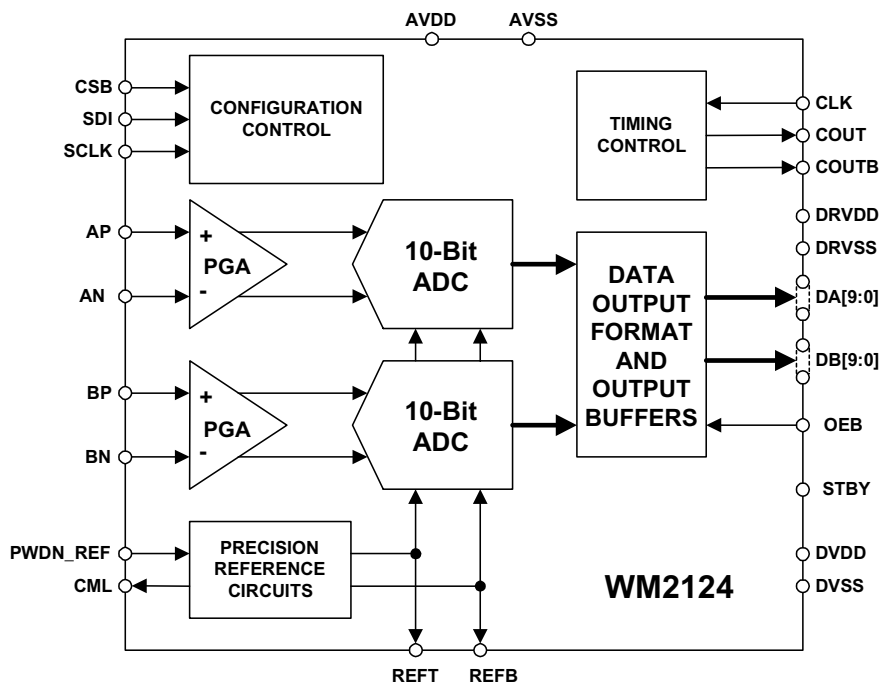 AVDD
AVSS
CSB
SDI
SCLK
CONFIGURATION
CONTROL
TIMING
CONTROL
CLK
COUT
COUTB
DRVDD
DRVSS
AP
AN
+
PGA
-
10-Bit
ADC
DATA
OUTPUT
FORMAT
AND
OUTPUT
BUFFERS
DA[9:0]
DB[9:0]
BP
BN
+
PGA
-
10-Bit
ADC
OEB
STBY
PWDN_REF
CML
PRECISION
REFERENCE
CIRCUITS
WM2124
DVDD
DVSS
REFT
REFB